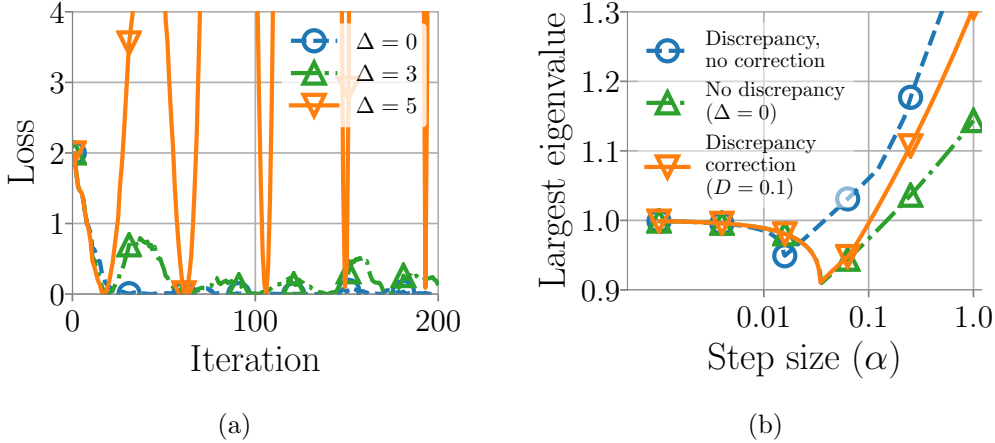 4
3
2
1
0
Loss
0
100
200
Iteration
Δ = 0
Δ = 3
Δ = 5
(a)
1.3
1.2
1.1
1.0
0.9
Largest eigenvalue
0.01
0.1
1.0
Step size (α)
Discrepancy,
no correction
No discrepancy
(Δ = 0)
Discrepancy
correction
(D = 0.1)
(b)